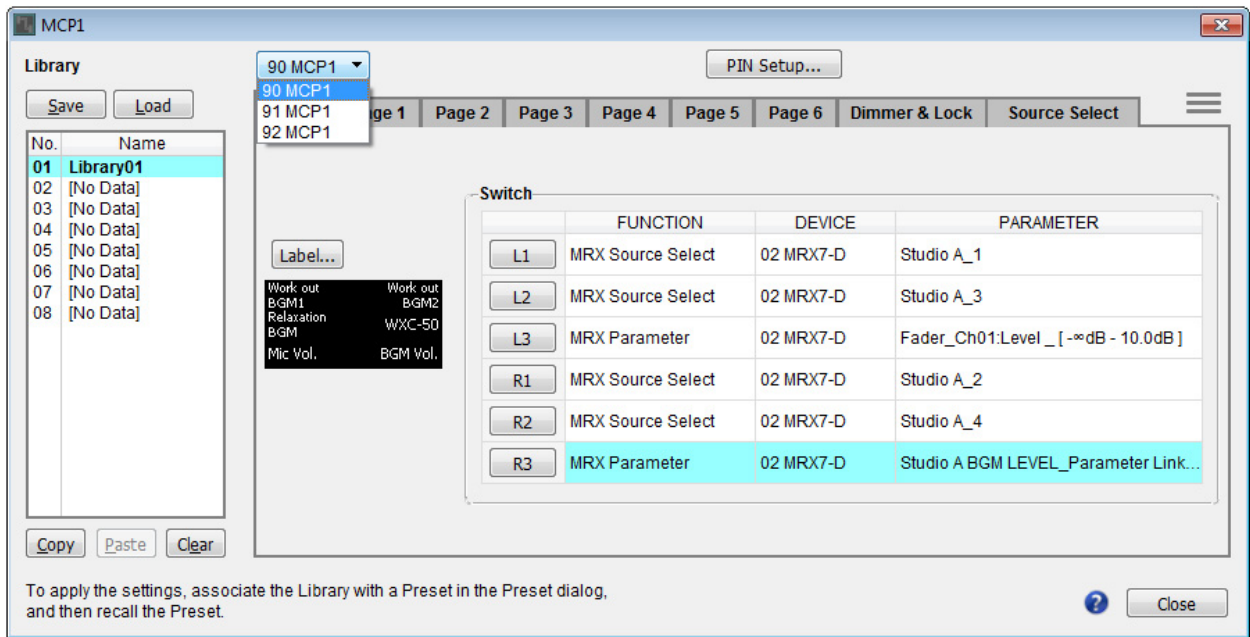 MCP1
Library
Save Load
No. Name
01 Library01
02 [No Data]
03 [No Data]
04 [No Data]
05 [No Data]
06 [No Data]
07 [No Data]
08 [No Data]
Copy Paste Clear
90 MCP1
90 MCP1
91 MCP1
92 MCP1
PIN Setup...
ge 1 Page 2 Page 3 Page 4 Page 5 Page 6 Dimmer & Lock Source Select
Label...
Work out Work out
BGM1 BGM2
Relaxation
BGM WXC-50
Mic Vol. BGM Vol.
Switch
FUNCTION DEVICE PARAMETER
L1 MRX Source Select 02 MRX7-D Studio A_1
L2 MRX Source Select 02 MRX7-D Studio A_3
L3 MRX Parameter 02 MRX7-D Fader_Ch01:Level _ [ -∞dB - 10.0dB ]
R1 MRX Source Select 02 MRX7-D Studio A_2
R2 MRX Source Select 02 MRX7-D Studio A_4
R3 MRX Parameter 02 MRX7-D Studio A BGM LEVEL_Parameter Link...
To apply the settings, associate the Library with a Preset in the Preset dialog,
and then recall the Preset.
? Close